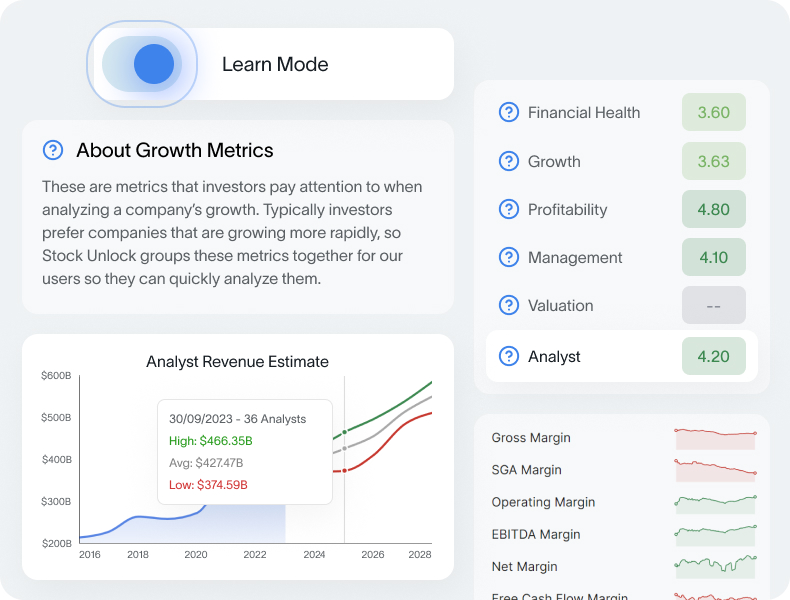 Learn Mode
About Growth Metrics
These are metrics that investors pay attention to when
analyzing a company's growth. Typically investors
prefer companies that are growing more rapidly, so
Stock Unlock groups these metrics together for our
users so they can quickly analyze them.
Analyst Revenue Estimate
$600B
$500B
$400B
$300B
$200B
30/09/2023 - 36 Analysts
High: $466.35B
Avg: $427.47B
Low: $374.59B
2016 2018 2020 2022 2024 2026 2028
Financial Health 3.60
Growth 3.63
Profitability 4.80
Management 4.10
Valuation --
Analyst 4.20
Gross Margin
SGA Margin
Operating Margin
EBITDA Margin
Net Margin
Free Cash Flow Margin